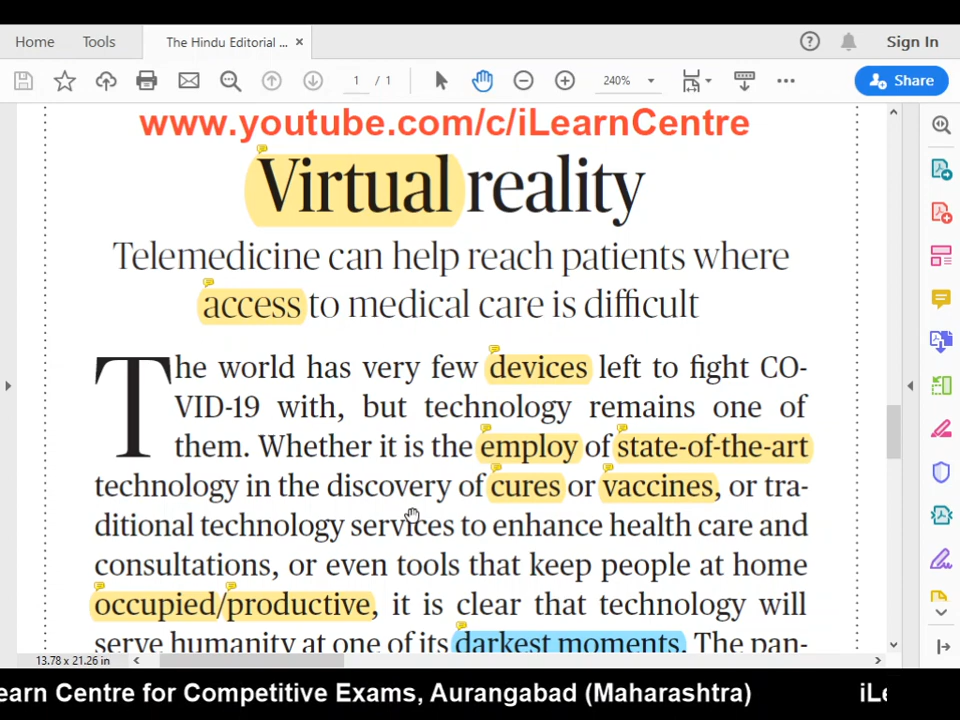 Home Tools The Hindu Editorial ... × Sign In
1 / 1 240% Share
www.youtube.com/c/iLearnCentre
Virtual reality
Telemedicine can help reach patients where
access to medical care is difficult
The world has very few devices left to fight CO-
VID-19 with, but technology remains one of
them. Whether it is the employ of state-of-the-art
technology in the discovery of cures or vaccines, or tra-
ditional technology services to enhance health care and
consultations, or even tools that keep people at home
occupied/productive, it is clear that technology will
serve humanity at one of its darkest moments. The pan-
13.78 x 21.26 in
earn Centre for Competitive Exams, Aurangabad (Maharashtra) iLe